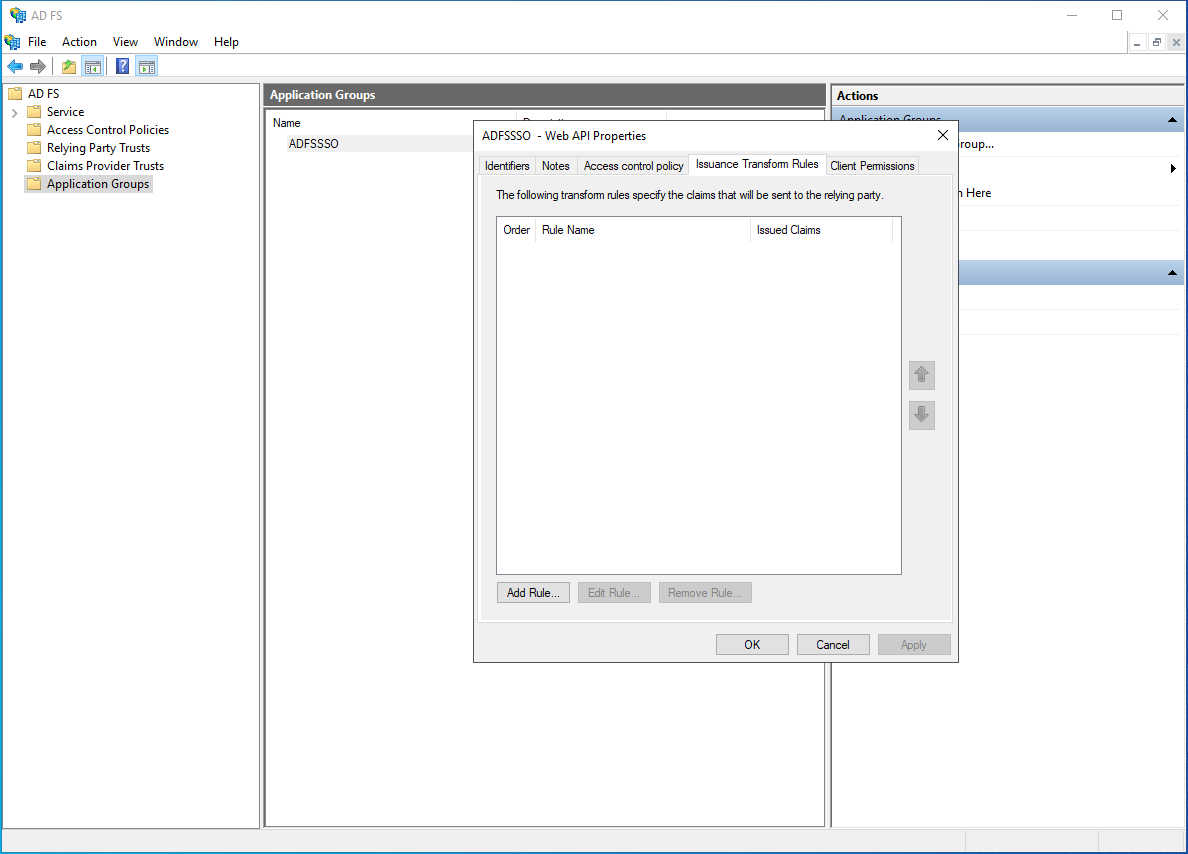 AD FS
File Action View Window Help
AD FS
Service
Access Control Policies
Relying Party Trusts
Claims Provider Trusts
Application Groups
Application Groups
Name
ADFSSSO
Actions
Application Groups
roup...
n Here
ADFSSSO - Web API Properties
Identifiers Notes Access control policy Issuance Transform Rules Client Permissions
The following transform rules specify the claims that will be sent to the relying party.
Order Rule Name Issued Claims
Add Rule... Edit Rule... Remove Rule...
OK Cancel Apply